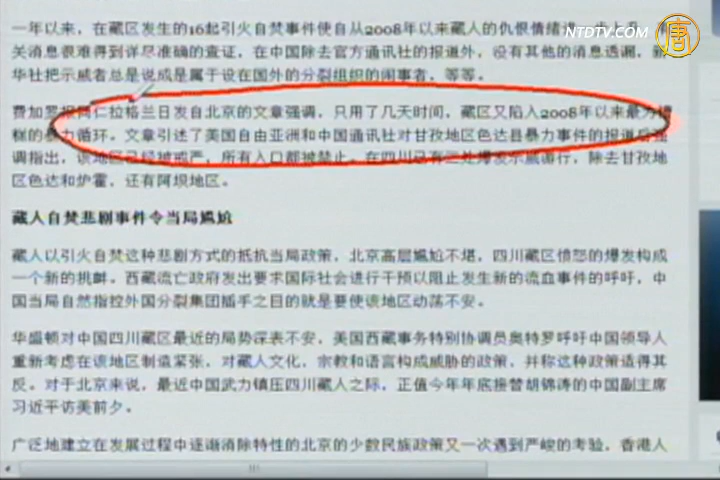 NTDTV.COM
唐
一年以来，在藏区发生的16起引火自焚事件使自从2008年以来藏人的仇恨情绪
关消息很难得到详尽准确的查证，在中国除去官方通讯社的报道外，没有其他的消息透漏，新
华社把示威者总是说成是属于设在国外的分裂组织的闹事者，等等。
费加罗报 仁拉格兰日发自北京的文章强调，只用了几天时间，藏区又陷入2008年以来最为糟
糕的暴力循环。文章引述了美国自由亚洲和中国通讯社对甘孜地区色达县暴力事件的报道后强
调指出，该地区已经被戒严，所有入口都被禁止。在四川已有三处爆发示威游行，除去甘孜地
区色达和炉霍，还有阿坝地区。
藏人自焚悲剧事件令当局尴尬
藏人以引火自焚这种悲剧方式的抵抗当局政策，北京高层尴尬不堪，四川藏区愤怒的爆发构成
一个新的挑衅。西藏流亡政府发出要求国际社会进行干预以阻止发生新的流血事件的呼吁，中
国当局自然指控外国分裂集团插手之目的就是要使该地区动荡不安。
华盛顿对中国四川藏区最近的局势深表不安，美国西藏事务特别协调员奥特罗呼吁中国领导人
重新考虑在该地区制造紧张，对藏人文化，宗教和语言构成威胁的政策，并称这种政策适得其
反。对于北京来说，最近中国武力镇压四川藏人之际，正值今年年底接替胡锦涛的中国副主席
习近平访美前夕。
广泛地建立在发展过程中逐谐消除特性的北京的少数民族政策又一次遇到严峻的考验，香港人